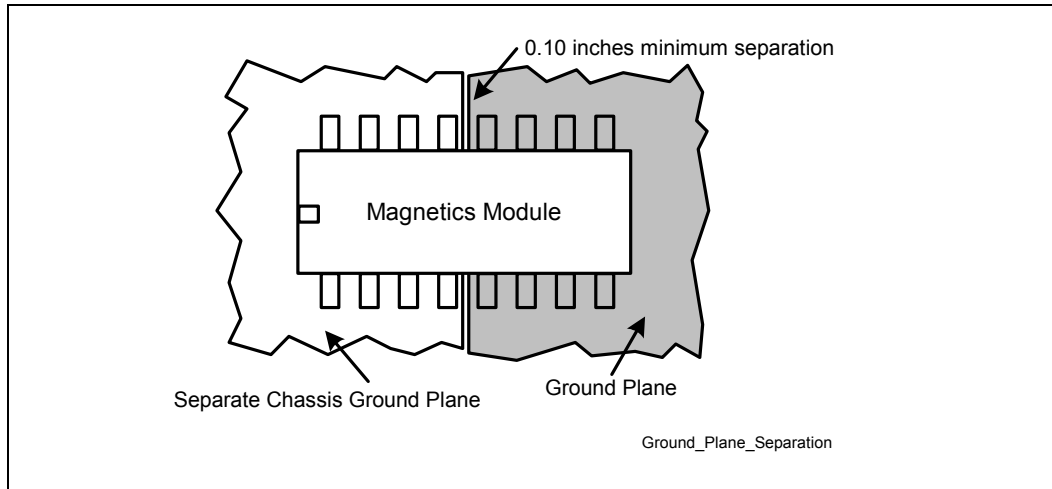 0.10 inches minimum separation
Magnetics Module
Separate Chassis Ground Plane
Ground Plane
Ground_Plane_Separation